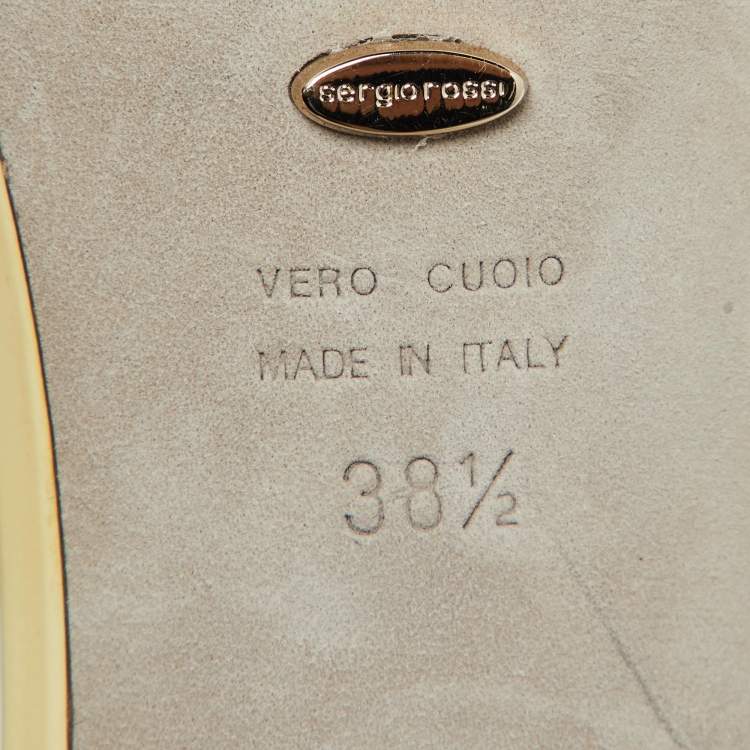 sergio rossi
VERO CUOIO
MADE IN ITALY
38½